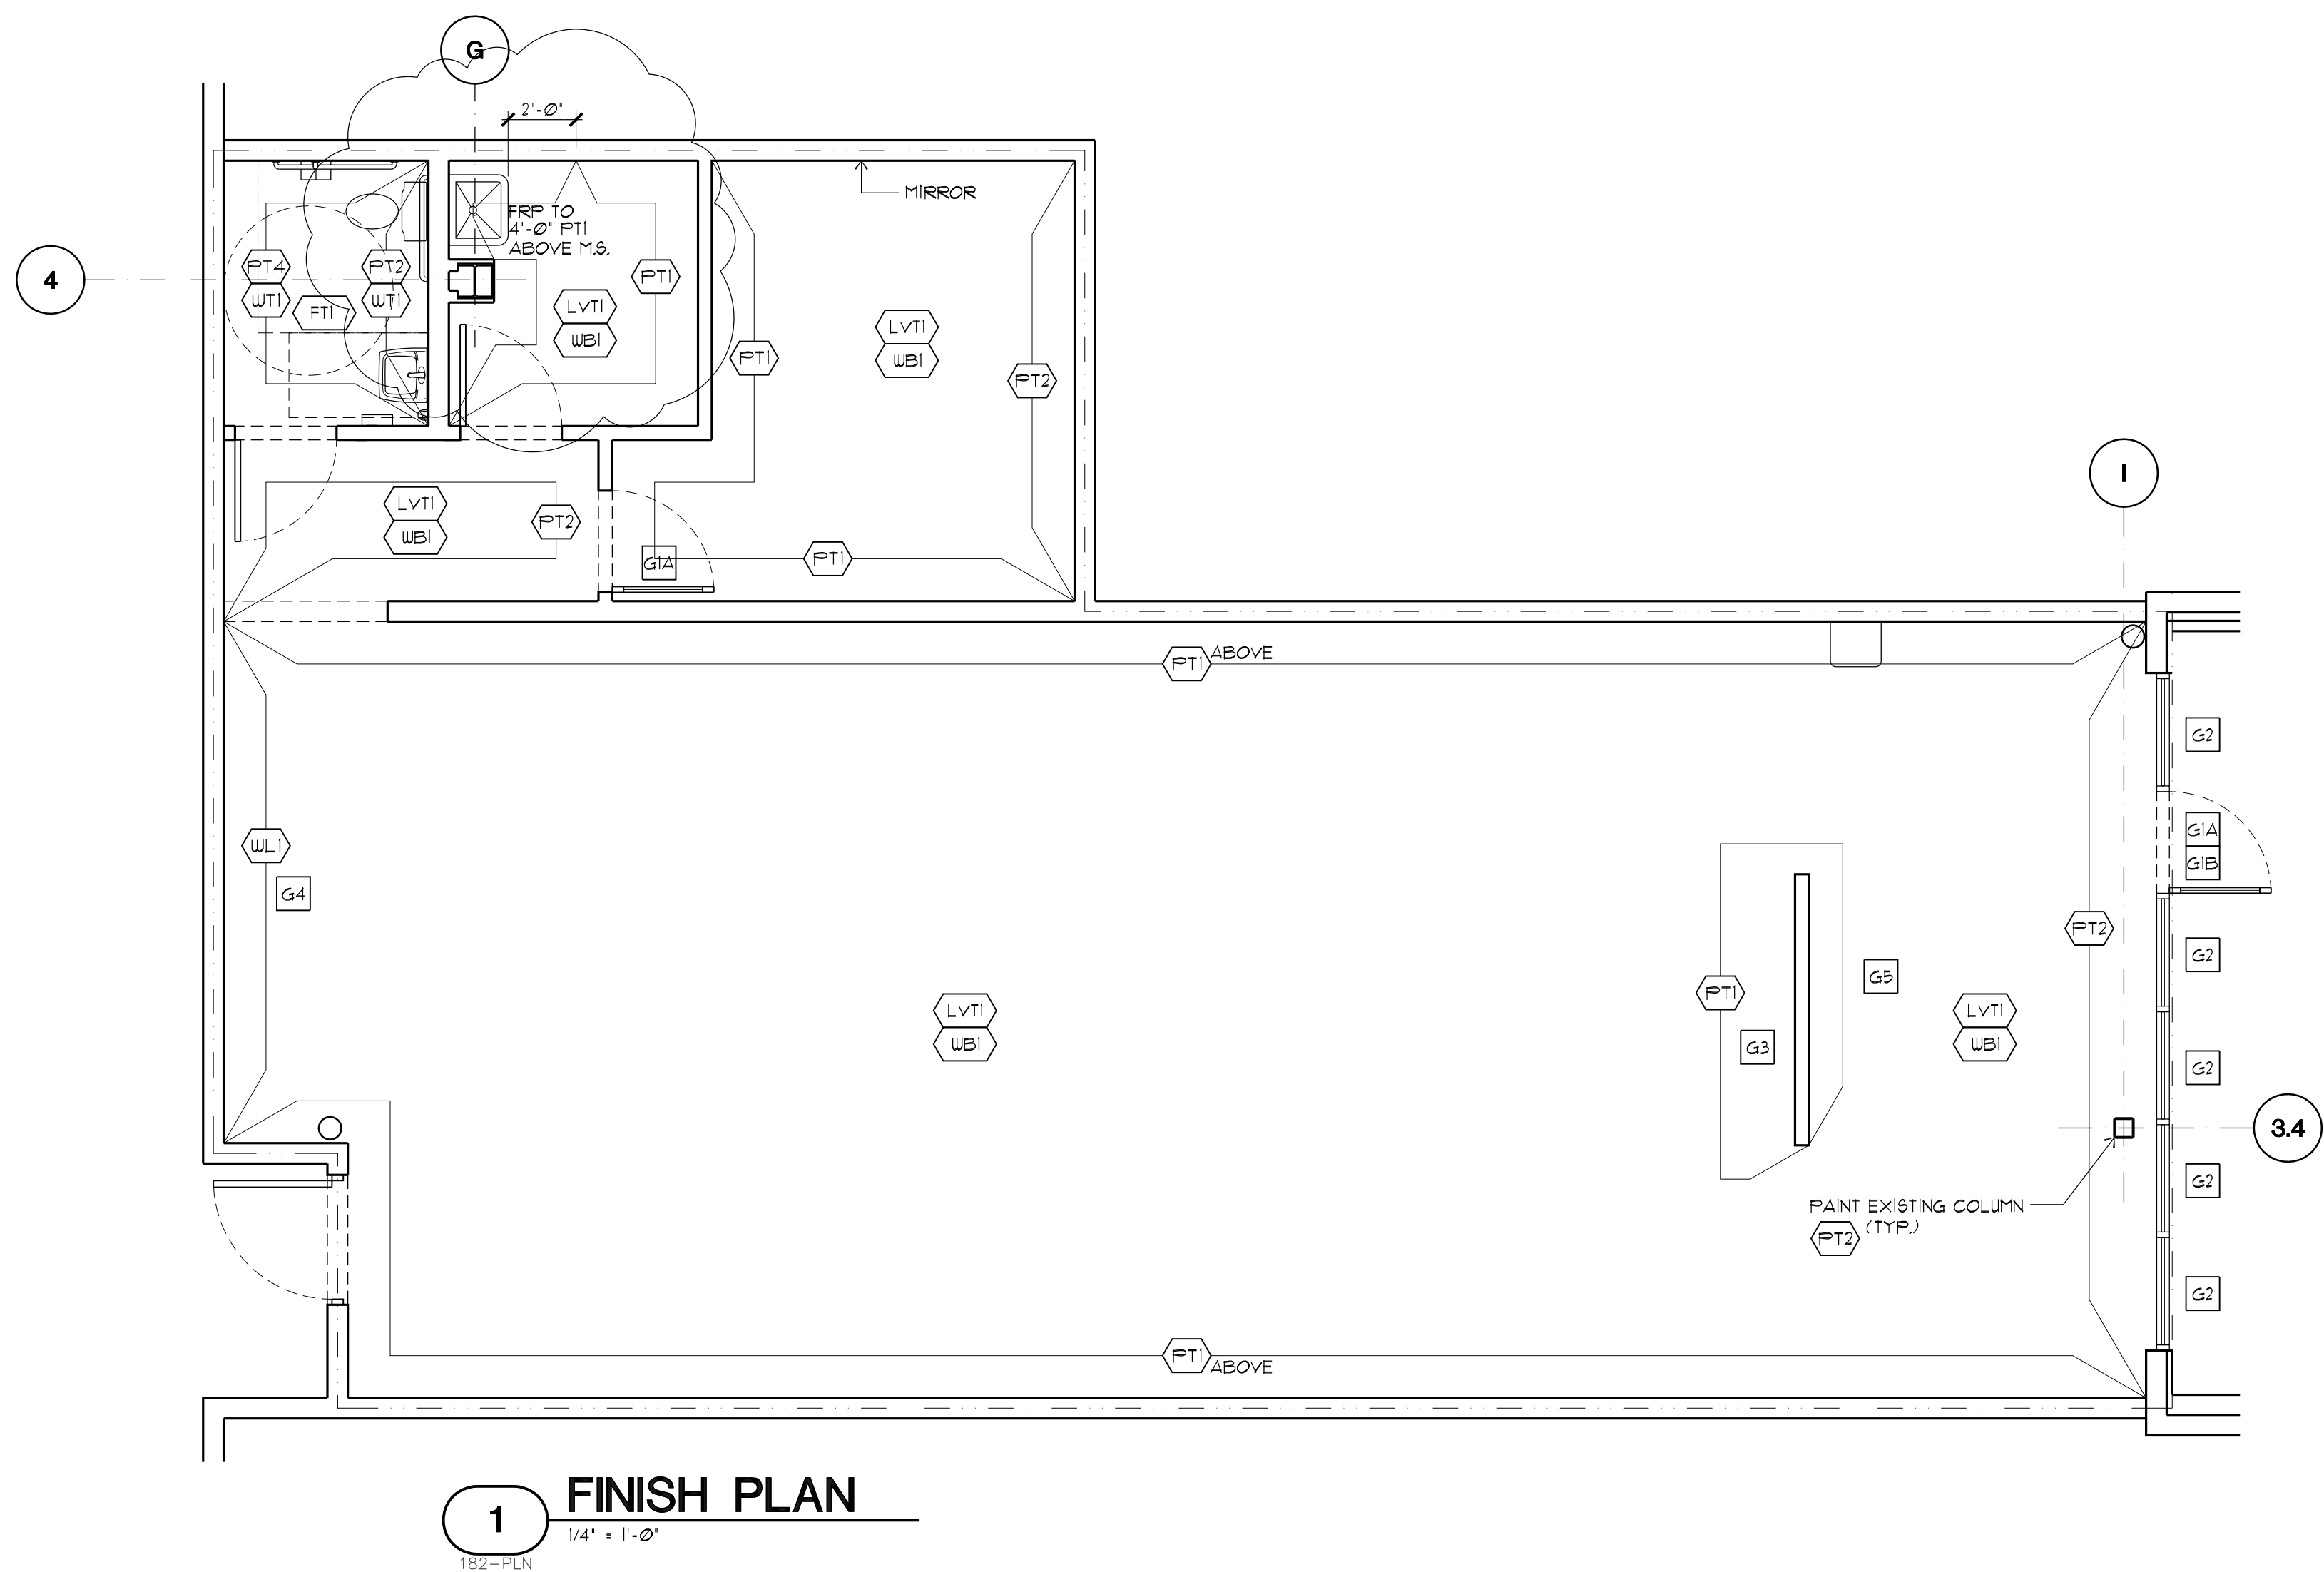 G
2'-0"
MIRROR
FRP TO
4'-0" PT1
ABOVE M.S.
4
PT4
WT1
FT1
PT2
WT1
LVT1
WB1
PT1
PT1
LVT1
WB1
PT2
LVT1
WB1
PT2
G1A
PT1
I
PT1 ABOVE
G2
G1A
G1B
WL1
G4
PT2
G2
PT1
G5
G3
LVT1
WB1
LVT1
WB1
G2
3.4
G2
PAINT EXISTING COLUMN
PT2 (TYP.)
G2
PT1 ABOVE
1
FINISH PLAN
1/4" = 1'-0"
182-PLN